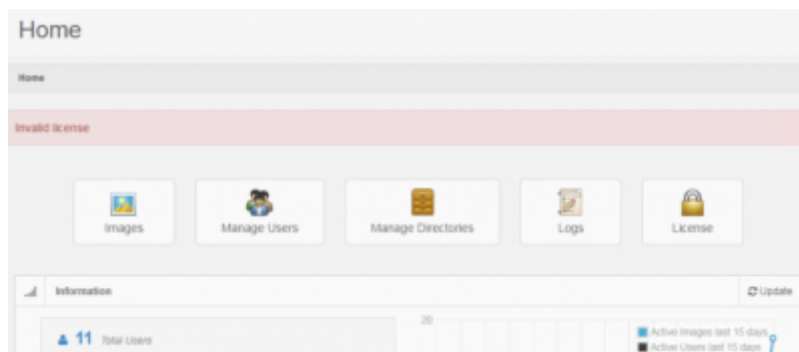 Home
Home
Invalid license
Images
Manage Users
Manage Directories
Logs
License
Information
Update
11 Total Users
20
Active Images last 15 days
Active Users last 15 days